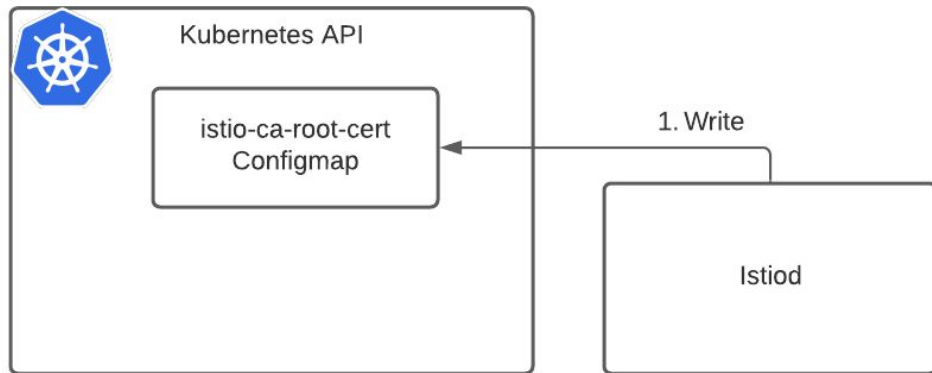 Kubernetes API
istio-ca-root-cert
Configmap
1. Write
Istiod